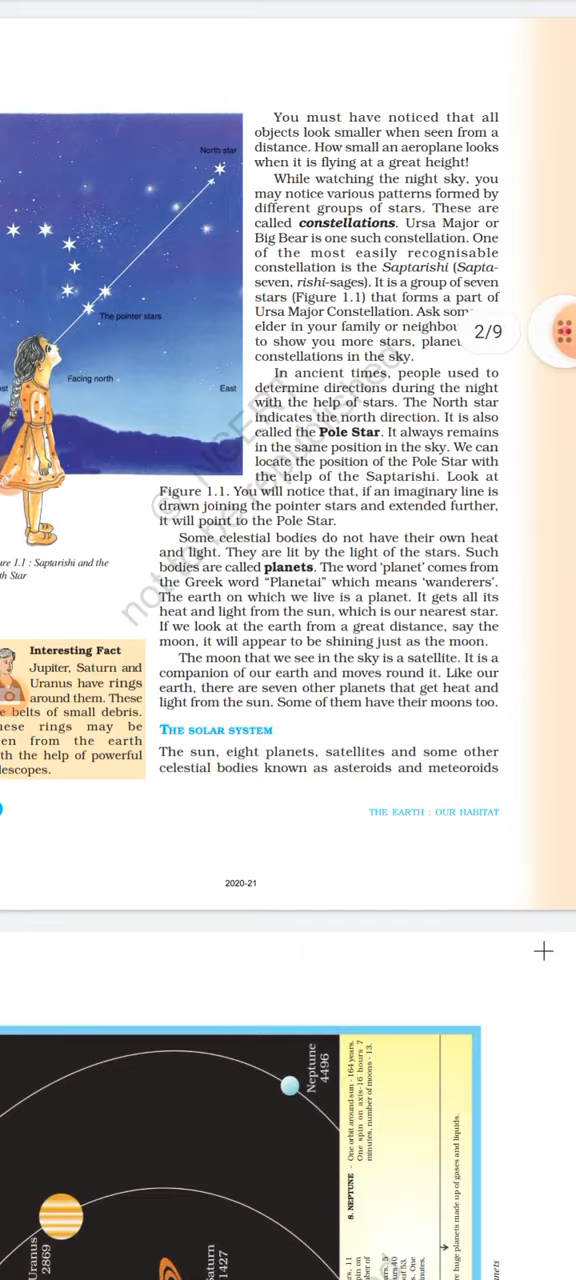 You must have noticed that all
objects look smaller when seen from a
distance. How small an aeroplane looks
when it is flying at a great height!
While watching the night sky, you
may notice various patterns formed by
different groups of stars. These are
called constellations. Ursa Major or
Big Bear is one such constellation. One
of the most easily recognisable
constellation is the Saptarishi (Sapta-
seven, rishi-sages). It is a group of seven
stars (Figure 1.1) that forms a part of
Ursa Major Constellation. Ask som
elder in your family or neighbou
to show you more stars, planet
constellations in the sky.
In ancient times, people used to
determine directions during the night
with the help of stars. The North star
indicates the north direction. It is also
called the Pole Star. It always remains
in the same position in the sky. We can
locate the position of the Pole Star with
the help of the Saptarishi. Look at
Figure 1.1. You will notice that, if an imaginary line is
drawn joining the pointer stars and extended further,
it will point to the Pole Star.
North star
The pointer stars
Facing north
East
2/9
ure 1.1 : Saptarishi and the
th Star
Some celestial bodies do not have their own heat
and light. They are lit by the light of the stars. Such
bodies are called planets. The word 'planet' comes from
the Greek word "Planetai" which means 'wanderers'.
The earth on which we live is a planet. It gets all its
heat and light from the sun, which is our nearest star.
If we look at the earth from a great distance, say the
moon, it will appear to be shining just as the moon.
The moon that we see in the sky is a satellite. It is a
companion of our earth and moves round it. Like our
earth, there are seven other planets that get heat and
light from the sun. Some of them have their moons too.
Interesting Fact
Jupiter, Saturn and
Uranus have rings
around them. These
e belts of small debris.
hese rings may be
en from the earth
th the help of powerful
lescopes.
THE SOLAR SYSTEM
The sun, eight planets, satellites and some other
celestial bodies known as asteroids and meteoroids
THE EARTH : OUR HABITAT
2020-21
© NCERT
not to be republished
Neptune
4496
Uranus
2869
Saturn
1427
8. NEPTUNE - One orbit around sun - 164 years,
One spin on axis-16 hours 7
minutes, number of moons - 13.
huge planets made up of gases and liquids.